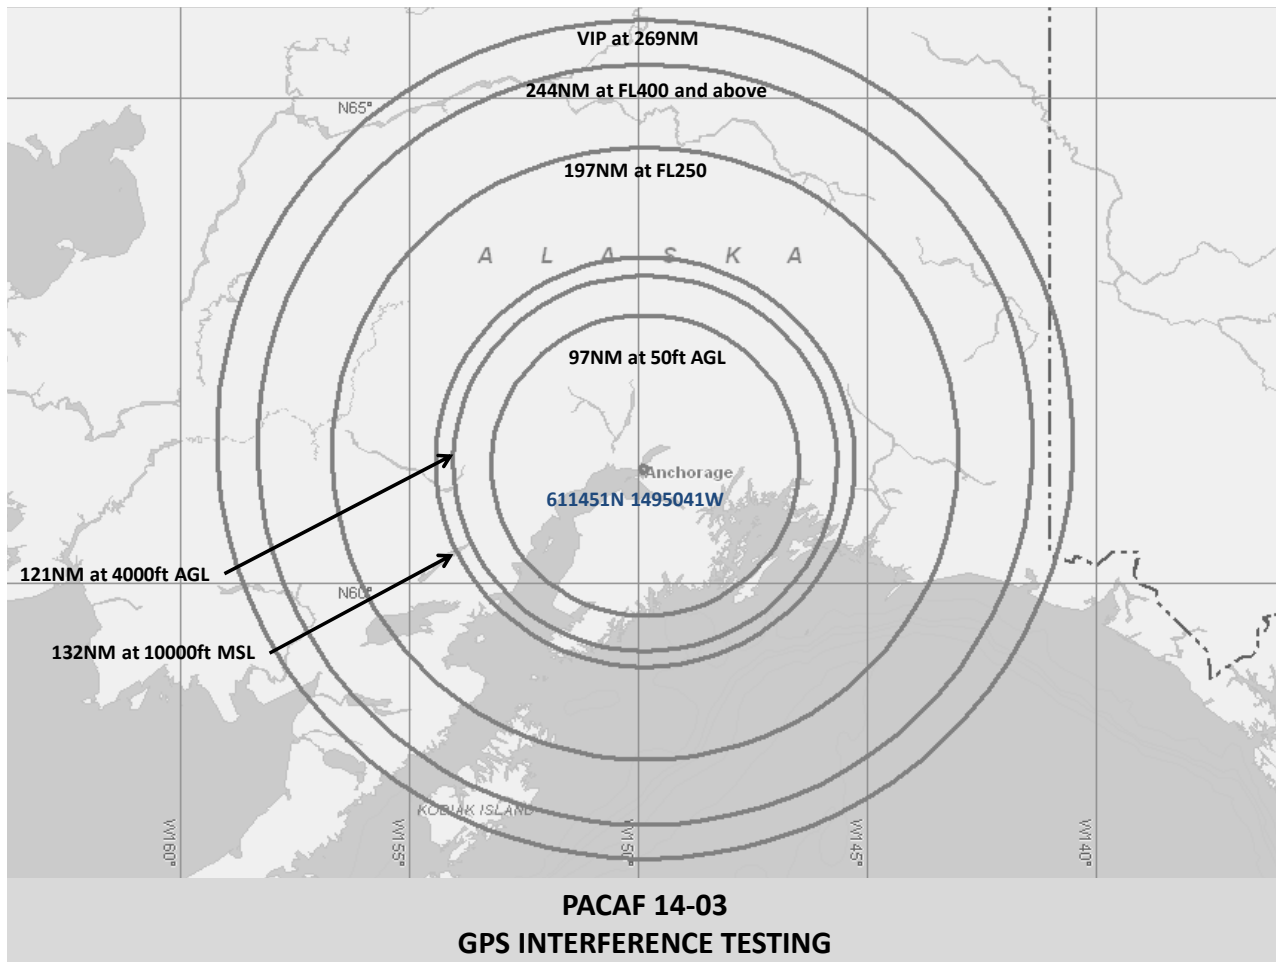 VIP at 269NM
244NM at FL400 and above
N65°
197NM at FL250
A L A S K A
97NM at 50ft AGL
Anchorage
611451N 1495041W
121NM at 4000ft AGL
N60°
132NM at 10000ft MSL
KODIAK ISLAND
W160°
W155°
W150°
W145°
W140°
PACAF 14-03
GPS INTERFERENCE TESTING